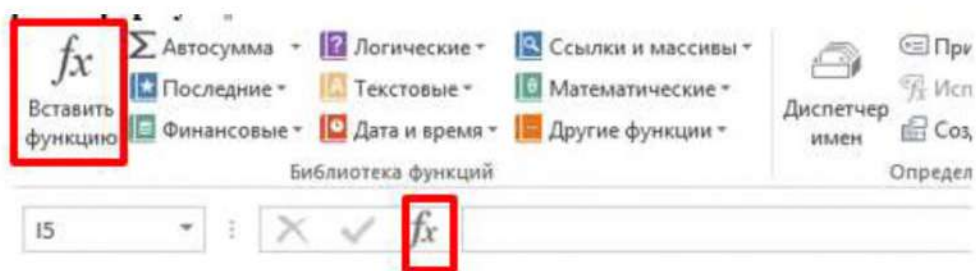 fx Σ Автосумма Логические Ссылки и массивы
Вставить функцию Последние Текстовые Математические Диспетчер имен
Финансовые Дата и время Другие функции
Библиотека функций
I5 fx